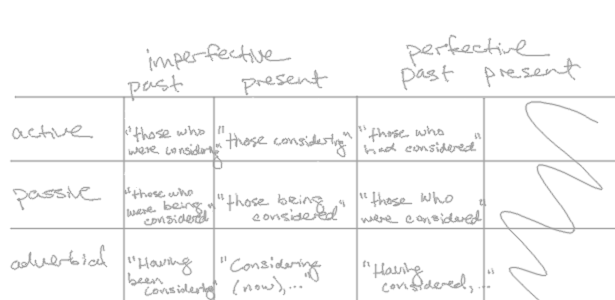 imperfective perfective
past present past present
active "those who were considering" "those considering" "those who had considered"
passive "those who were being considered" "those being considered" "those who were considered"
adverbial "Having been considering "Considering (now),..." "Having considered,..."